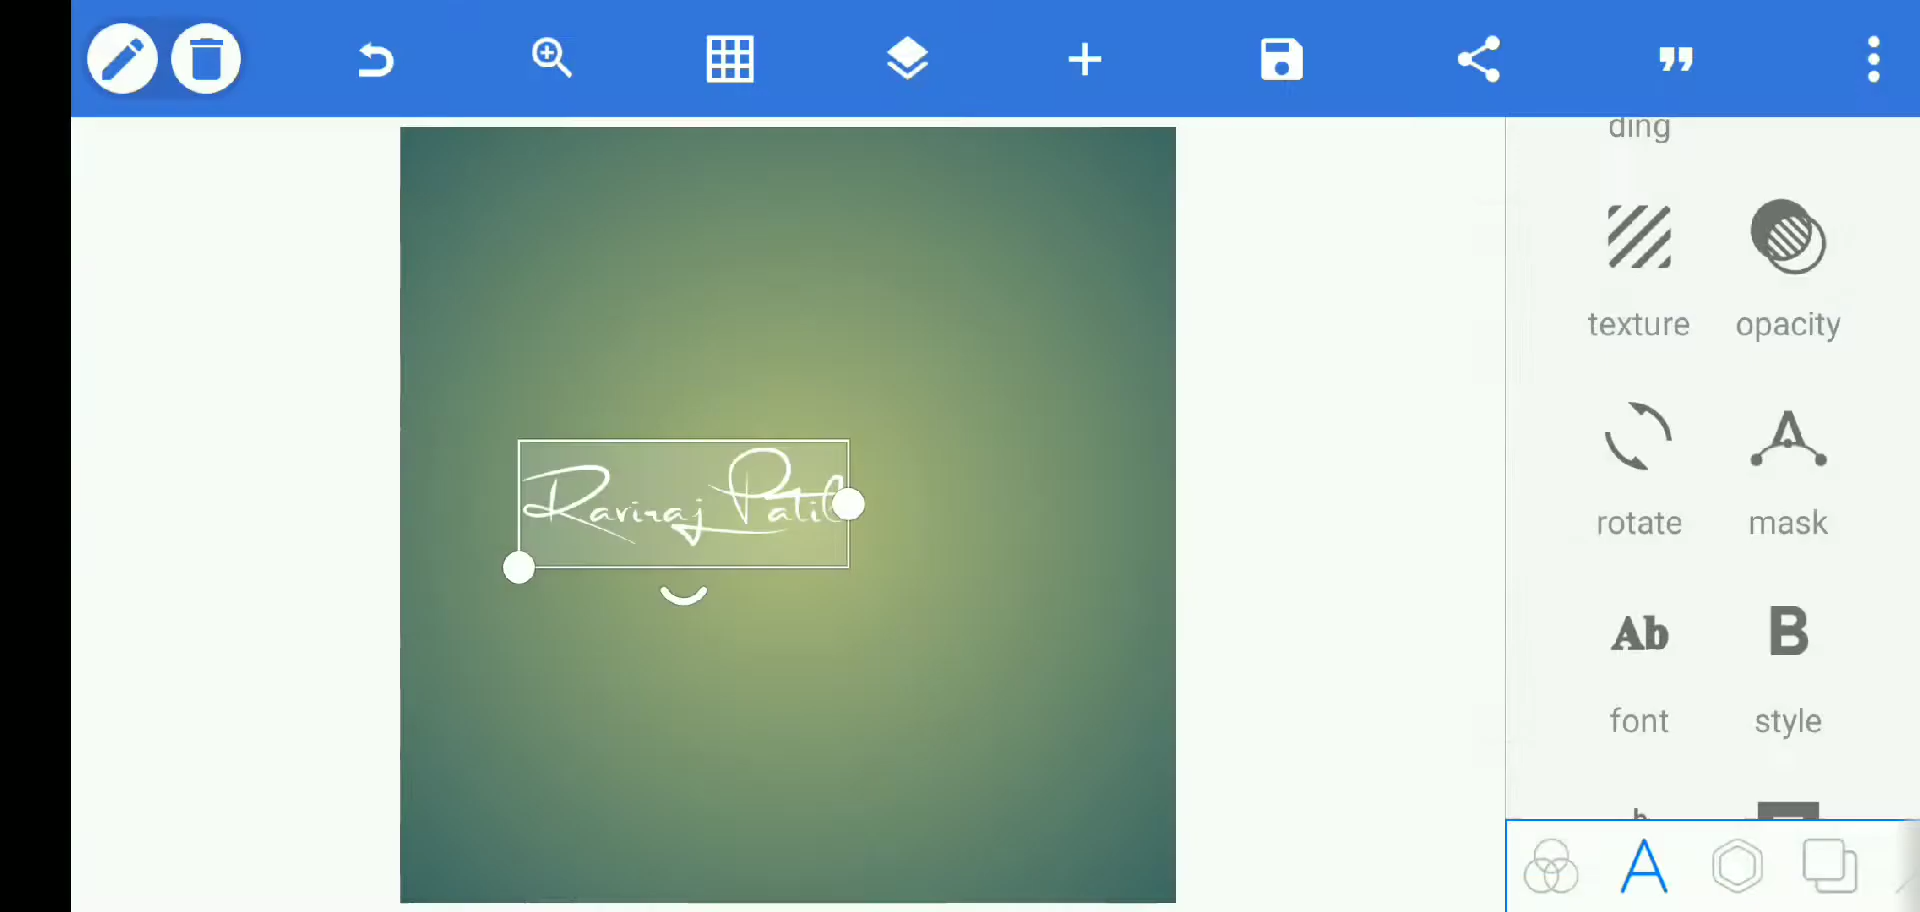 ding
texture opacity
Raviraj Patil
rotate mask
Ab B
font style
A